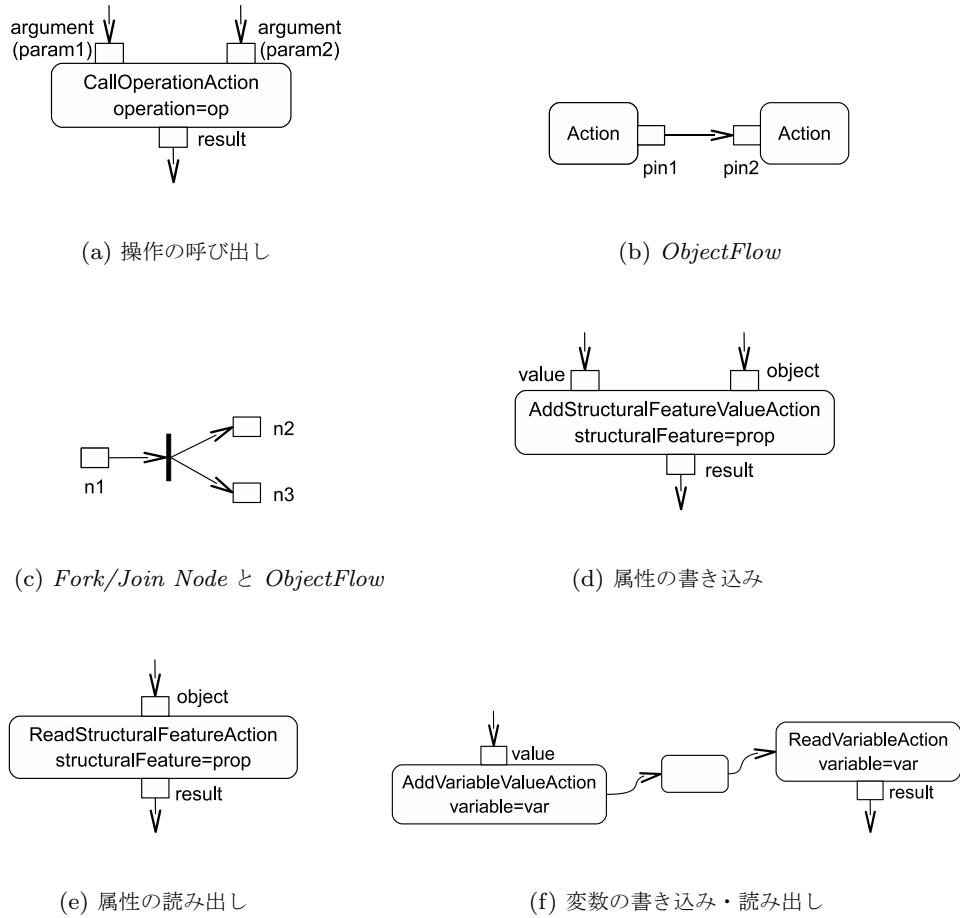 argument
(param1)
argument
(param2)
CallOperationAction
operation=op
result
(a) 操作の呼び出し
Action
Action
pin1
pin2
(b) ObjectFlow
n1
n2
n3
(c) Fork/Join Node と ObjectFlow
value
object
AddStructuralFeatureValueAction
structuralFeature=prop
result
(d) 属性の書き込み
object
ReadStructuralFeatureAction
structuralFeature=prop
result
(e) 属性の読み出し
value
AddVariableValueAction
variable=var
ReadVariableAction
variable=var
result
(f) 変数の書き込み・読み出し